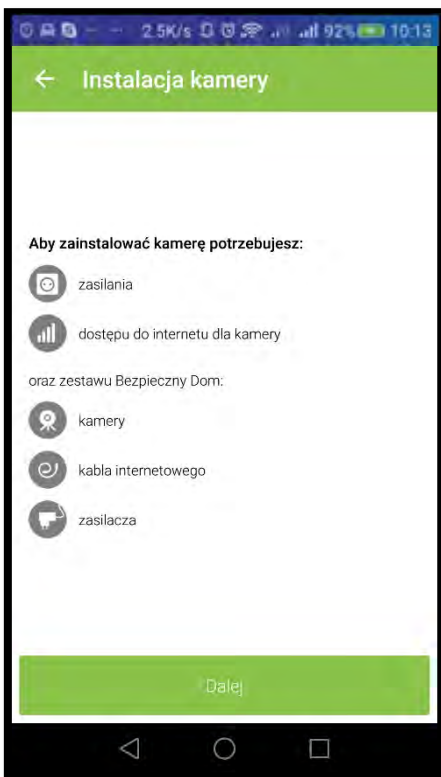 2.5K/s 92% 10:13
Instalacja kamery
Aby zainstalować kamerę potrzebujesz:
zasilania
dostępu do internetu dla kamery
oraz zestawu Bezpieczny Dom:
kamery
kabla internetowego
zasilacza
Dalej